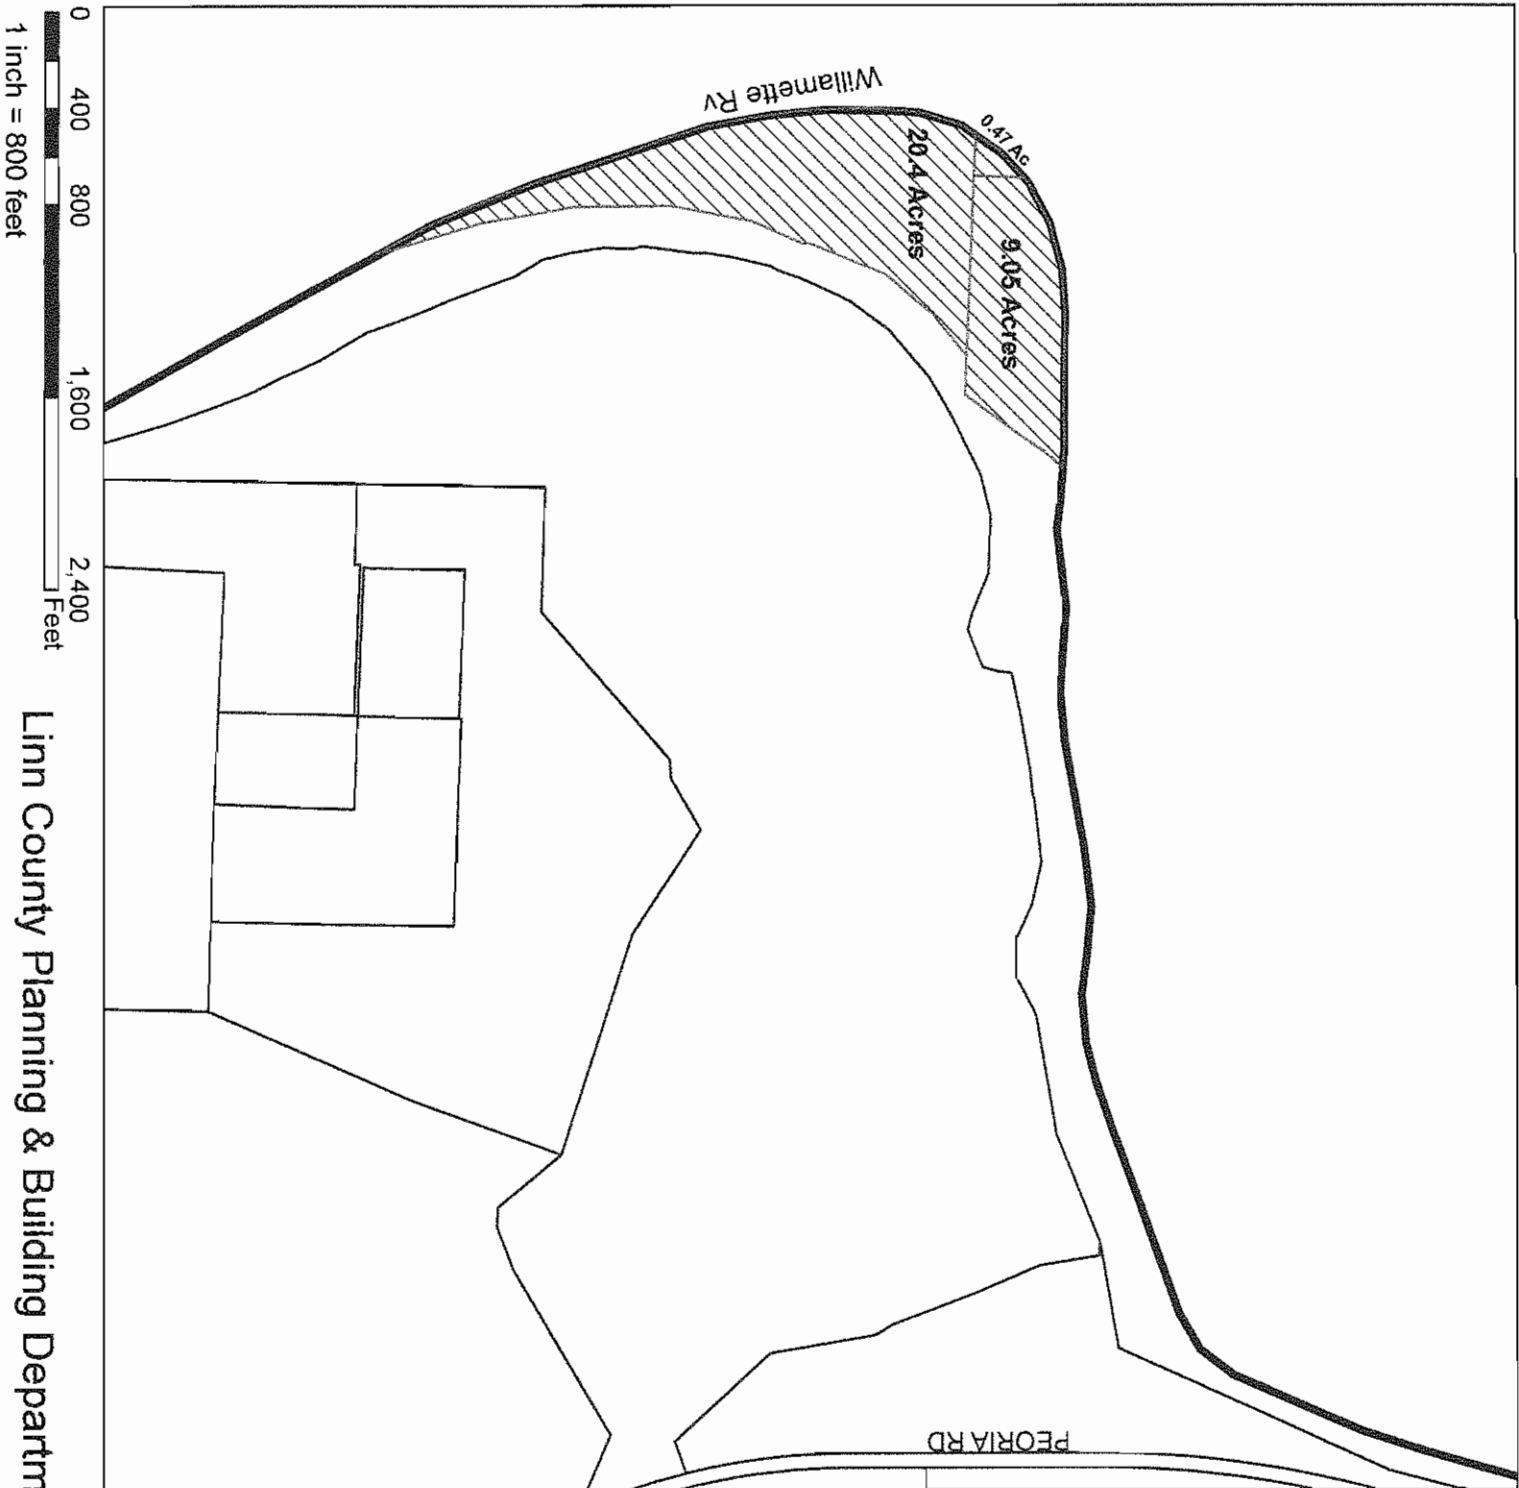 Willamette Rv
0.47 Ac
20.4 Acres
9.05 Acres
PEORIA RD
0 400 800 1,600 2,400
Feet
1 inch = 800 feet
Linn County Planning & Building Departm